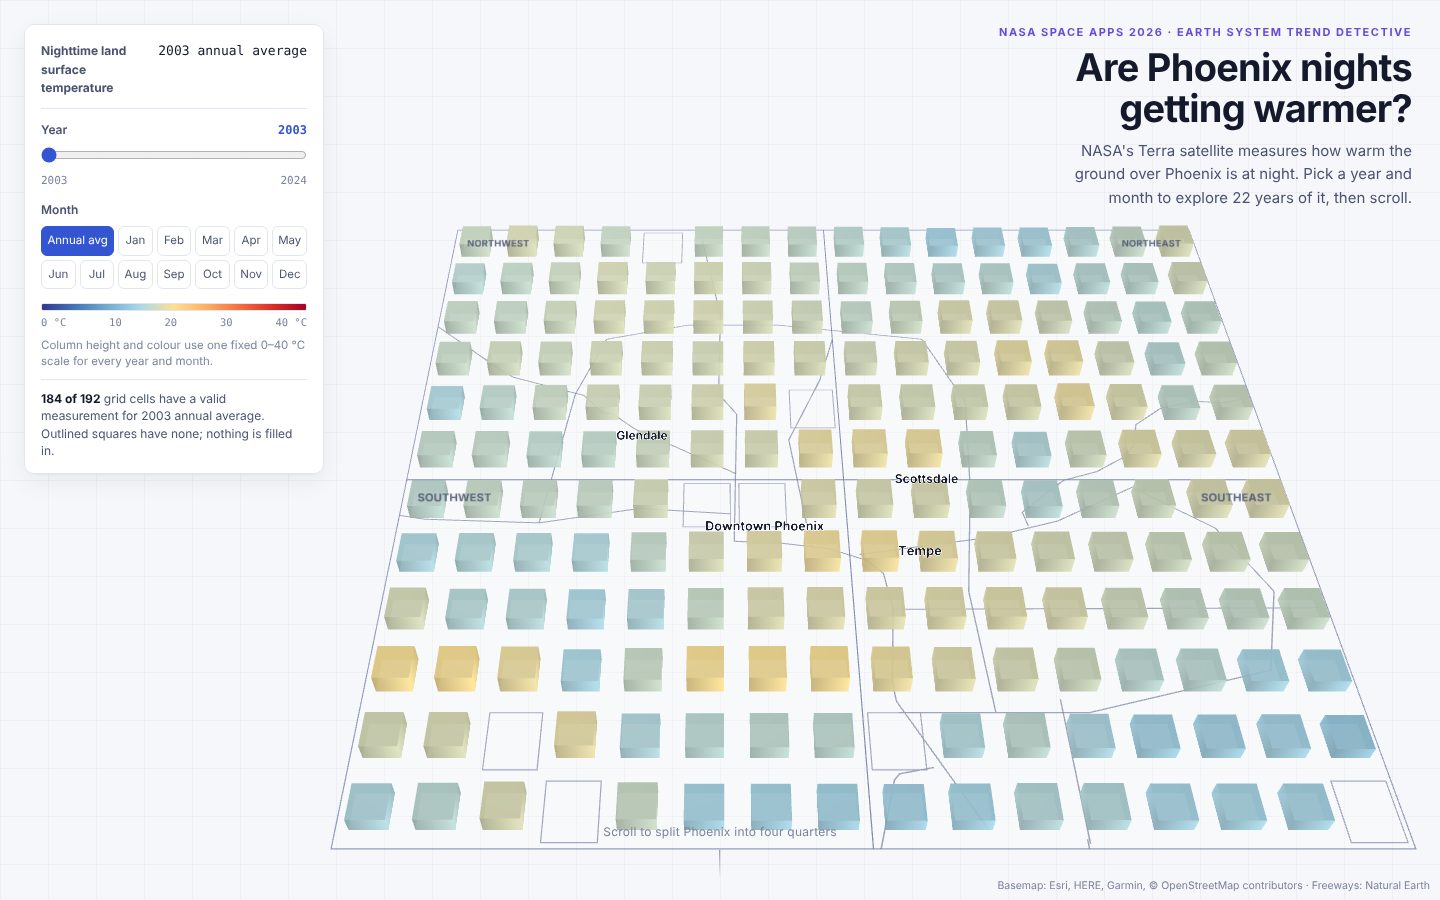 Nighttime land
surface
temperature
2003 annual average
Year
2003
2003
2024
Month
Annual avg
Jan
Feb
Mar
Apr
May
Jun
Jul
Aug
Sep
Oct
Nov
Dec
0 °C
10
20
30
40 °C
Column height and colour use one fixed 0–40 °C
scale for every year and month.
184 of 192 grid cells have a valid
measurement for 2003 annual average.
Outlined squares have none; nothing is filled
in.
NASA SPACE APPS 2026 · EARTH SYSTEM TREND DETECTIVE
Are Phoenix nights
getting warmer?
NASA's Terra satellite measures how warm the
ground over Phoenix is at night. Pick a year and
month to explore 22 years of it, then scroll.
NORTHWEST
NORTHEAST
Glendale
Scottsdale
SOUTHWEST
SOUTHEAST
Downtown Phoenix
Tempe
Scroll to split Phoenix into four quarters
Basemap: Esri, HERE, Garmin, © OpenStreetMap contributors · Freeways: Natural Earth